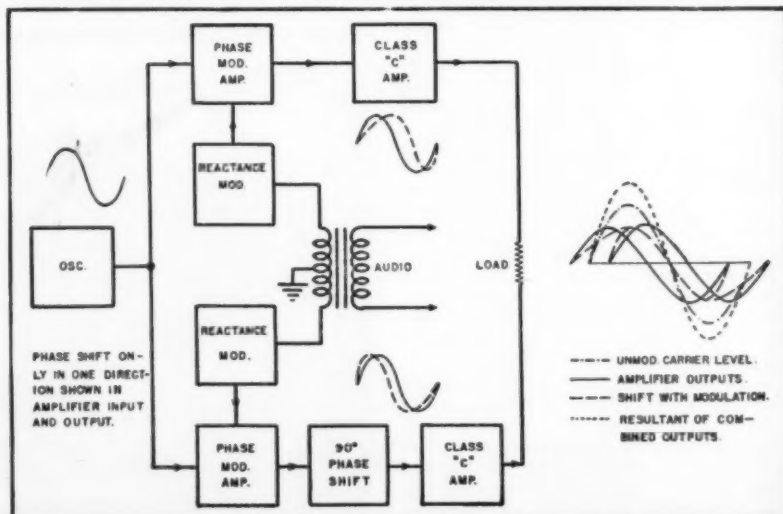 PHASE
MOD.
AMP.
CLASS
"C"
AMP.
REACTANCE
MOD.
OSC.
AUDIO
LOAD
REACTANCE
MOD.
PHASE SHIFT ON-
LY IN ONE DIRECT-
ION SHOWN IN
AMPLIFIER INPUT
AND OUTPUT.
PHASE
MOD.
AMP.
90°
PHASE
SHIFT
CLASS
"C"
AMP.
UNMOD. CARRIER LEVEL.
AMPLIFIER OUTPUTS.
SHIFT WITH MODULATION.
RESULTANT OF COM-
BINED OUTPUTS.